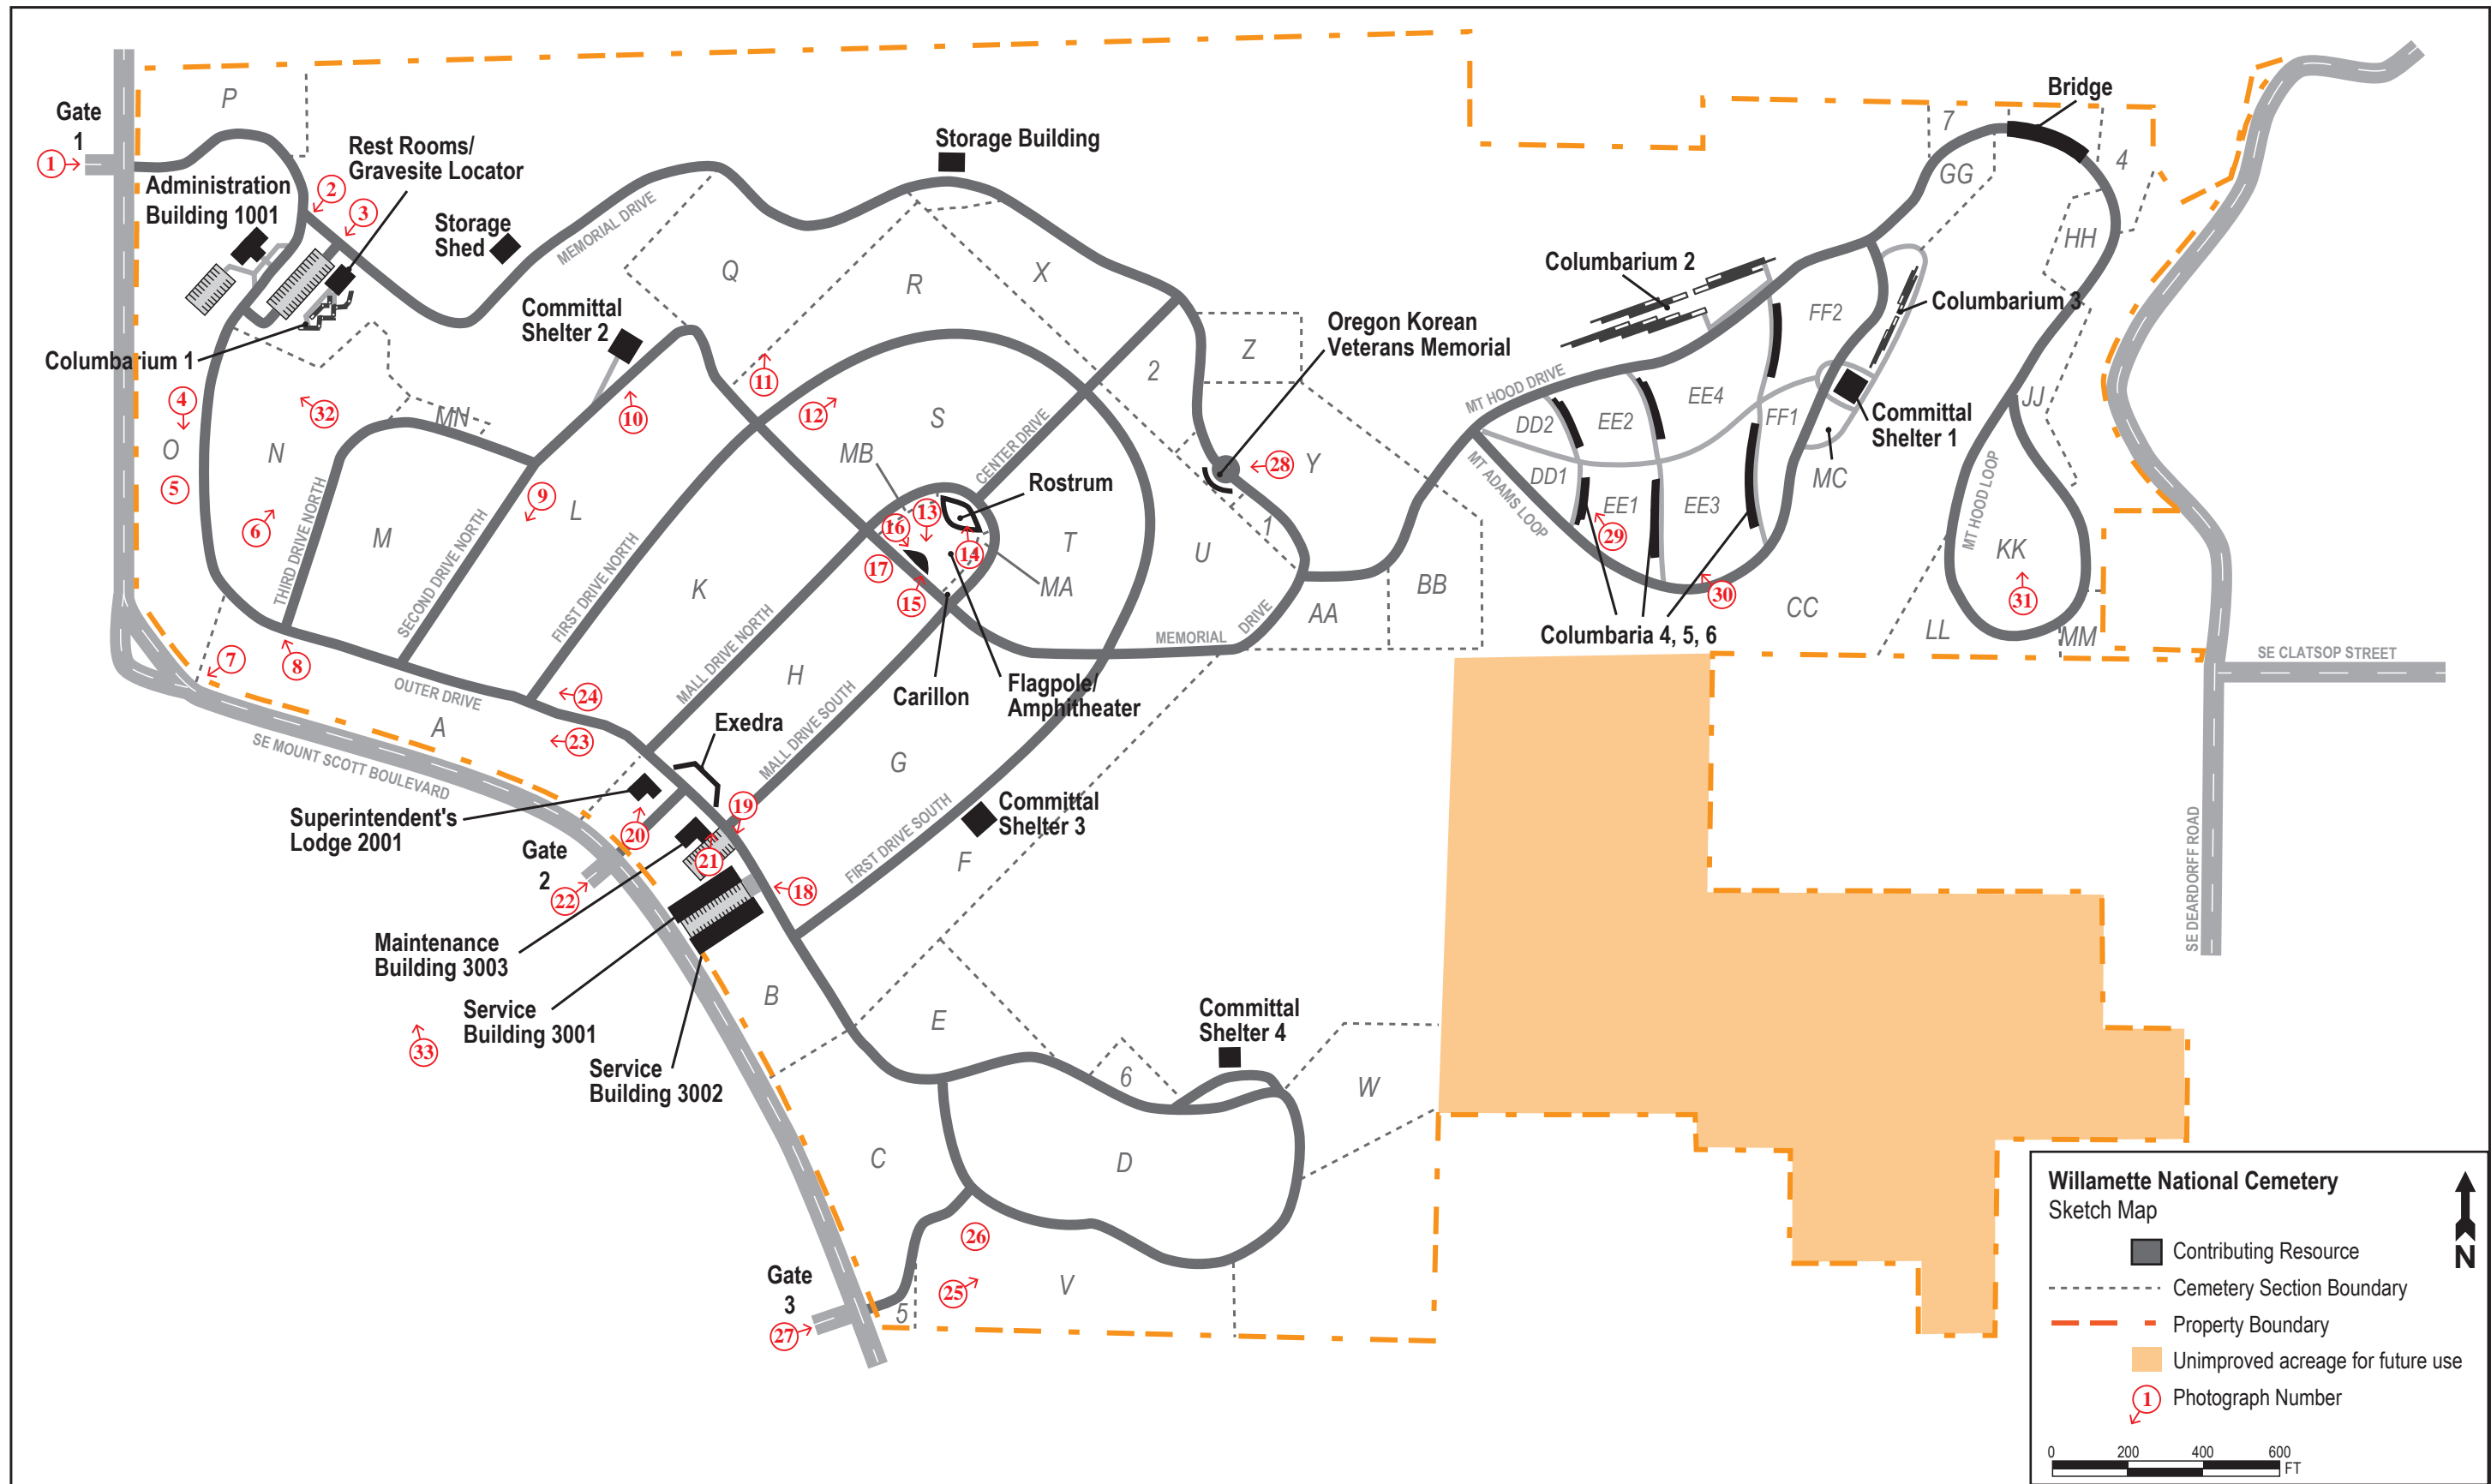 P
Gate
1
1
Rest Rooms/
Gravesite Locator
Administration
Building 1001
2
3
Storage
Shed
Columbarium 1
MEMORIAL DRIVE
Storage Building
Q
R
X
Committal
Shelter 2
10
11
12
32
4
O
5
N
MN
6
M
9
L
THIRD DRIVE NORTH
SECOND DRIVE NORTH
FIRST DRIVE NORTH
K
S
MB
CENTER DRIVE
Rostrum
16
13
14
17
15
T
MA
U
2
Z
Oregon Korean
Veterans Memorial
28
Y
1
MEMORIAL DRIVE
AA
BB
Columbarium 2
MT HOOD DRIVE
MT ADAMS LOOP
DD2
DD1
EE2
EE1
EE4
EE3
FF2
FF1
29
30
Columbaria 4, 5, 6
CC
Columbarium 3
Committal
Shelter 1
MC
Bridge
7
GG
4
HH
JJ
MT HOOD LOOP
KK
31
LL
MM
SE CLATSOP STREET
SE DEARDORFF ROAD
7
8
OUTER DRIVE
24
23
A
SE MOUNT SCOTT BOULEVARD
MALL DRIVE NORTH
H
MALL DRIVE SOUTH
Carillon
Flagpole/
Amphitheater
Exedra
G
FIRST DRIVE SOUTH
Committal
Shelter 3
F
Superintendent's
Lodge 2001
Gate
2
22
20
19
21
18
Maintenance
Building 3003
Service
Building 3001
Service
Building 3002
33
B
E
6
Committal
Shelter 4
W
C
D
26
25
V
5
Gate
3
27
Willamette National Cemetery
Sketch Map
N
Contributing Resource
Cemetery Section Boundary
Property Boundary
Unimproved acreage for future use
1
Photograph Number
0 200 400 600
FT